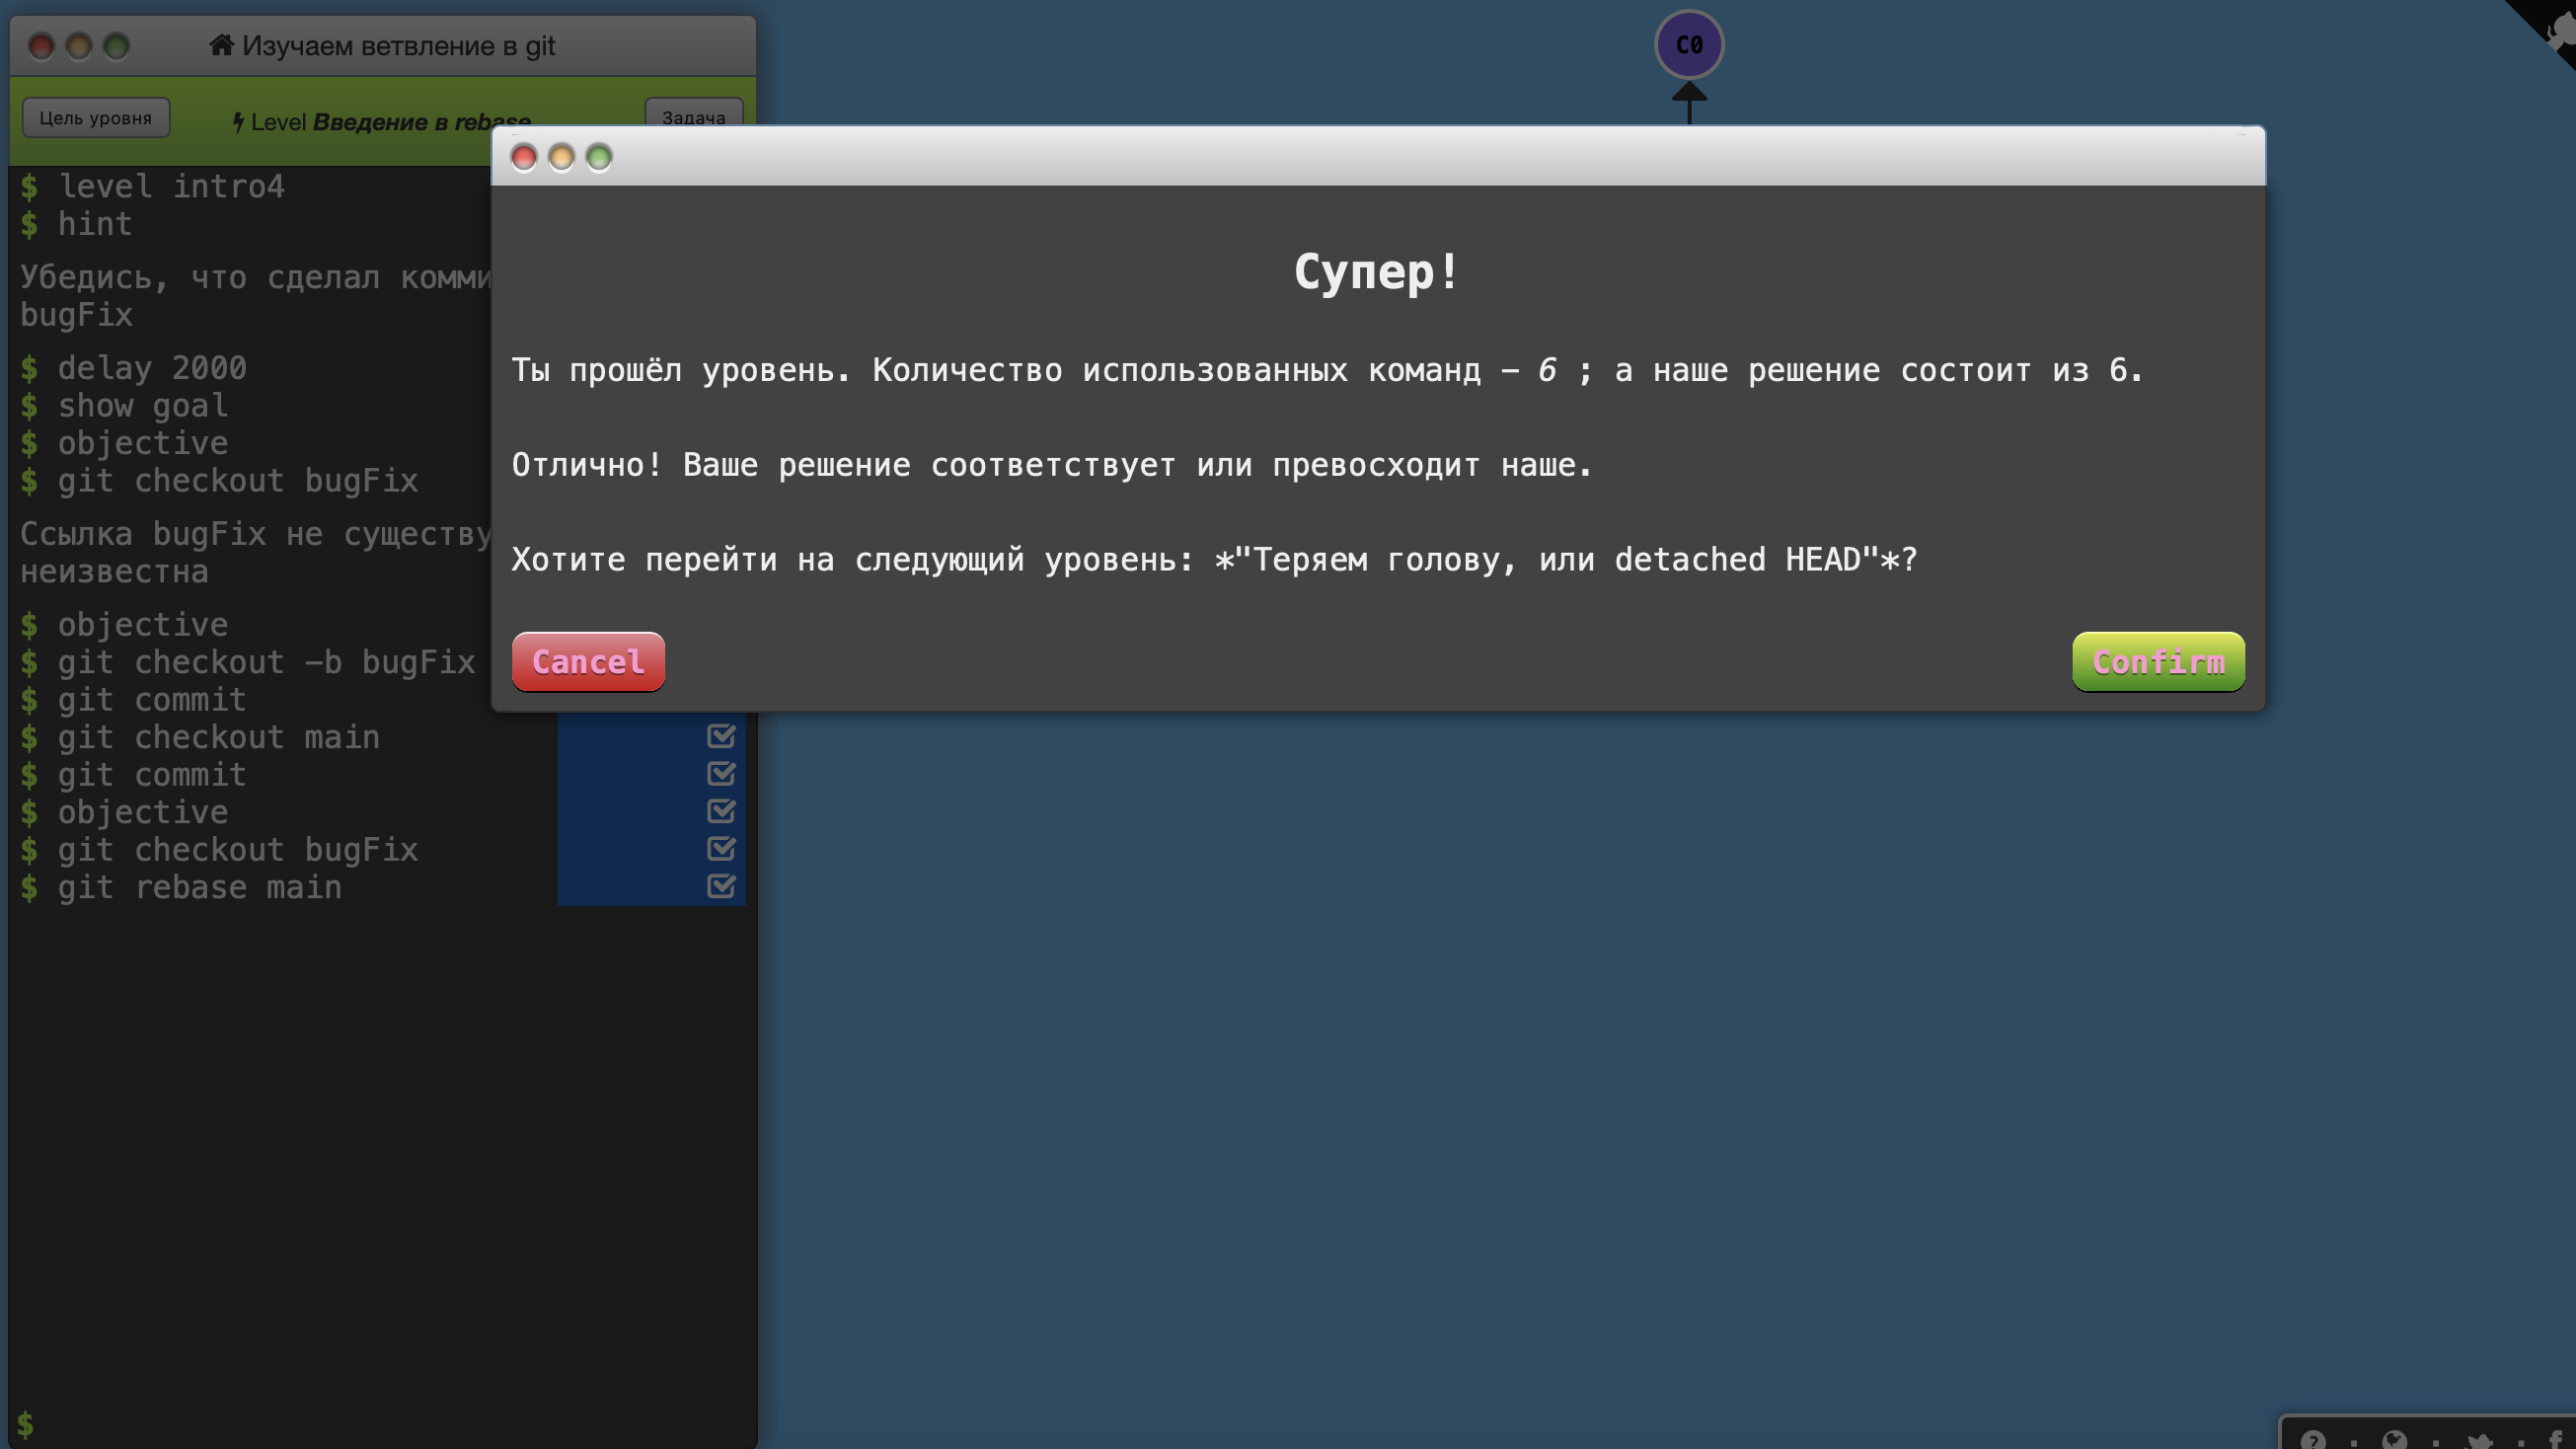 Изучаем ветвление в git
C0
Цель уровня
Level Введение в rebase
Задача
$ level intro4
$ hint
Убедись, что сделал
bugFix
$ delay 2000
$ show goal
$ objective
$ git checkout bugFix
Ссылка bugFix не
неизвестна
$ objective
$ git checkout -b bugFix
$ git commit
$ git checkout main
$ git commit
$ objective
$ git checkout bugFix
$ git rebase main
$
Супер!
Ты прошёл уровень. Количество использованных команд – 6 ; а наше решение состоит из 6.
Отлично! Ваше решение соответствует или превосходит наше.
Хотите перейти на следующий уровень: *"Теряем голову, или detached HEAD"*?
Cancel
Confirm